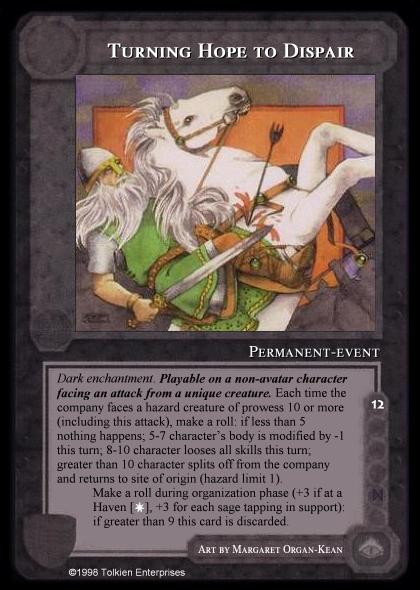 Turning Hope to Despair
Permanent-event
Dark enchantment. Playable on a non-avatar character
facing an attack from a unique creature. Each time the
company faces a hazard creature of prowess 10 or more
(including this attack), make a roll: if less than 5
nothing happens; 5-7 character's body is modified by -1
this turn; 8-10 character looses all skills this turn;
greater than 10 character splits off from the company
and returns to site of origin (hazard limit 1).
Make a roll during organization phase (+3 if at a
Haven [✷], +3 for each sage tapping in support):
if greater than 9 this card is discarded.
12
Art by Margaret Organ-Kean
©1998 Tolkien Enterprises